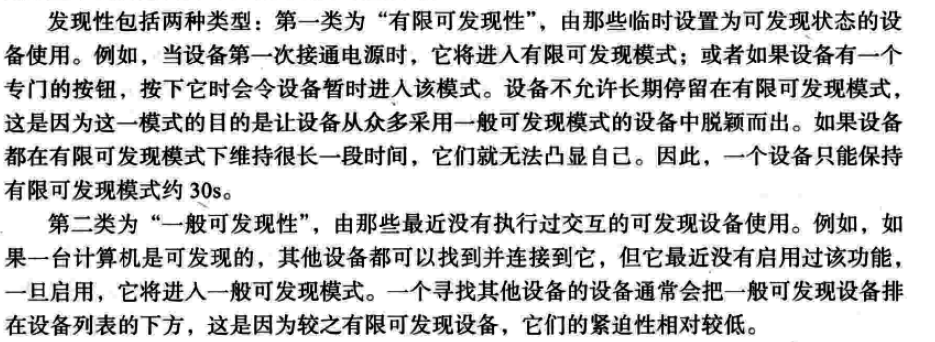 发现性包括两种类型：第一类为“有限可发现性”，由那些临时设置为可发现状态的设
备使用。例如，当设备第一次接通电源时，它将进入有限可发现模式；或者如果设备有一个
专门的按钮，按下它时会令设备暂时进入该模式。设备不允许长期停留在有限可发现模式，
这是因为这一模式的目的是让设备从众多采用一般可发现模式的设备中脱颖而出。如果设备
都在有限可发现模式下维持很长一段时间，它们就无法凸显自己。因此，一个设备只能保持
有限可发现模式约 30s。
第二类为“一般可发现性”，由那些最近没有执行过交互的可发现设备使用。例如，如
果一台计算机是可发现的，其他设备都可以找到并连接到它，但它最近没有启用过该功能，
一旦启用，它将进入一般可发现模式。一个寻找其他设备的设备通常会把一般可发现设备排
在设备列表的下方，这是因为较之有限可发现设备，它们的紧迫性相对较低。